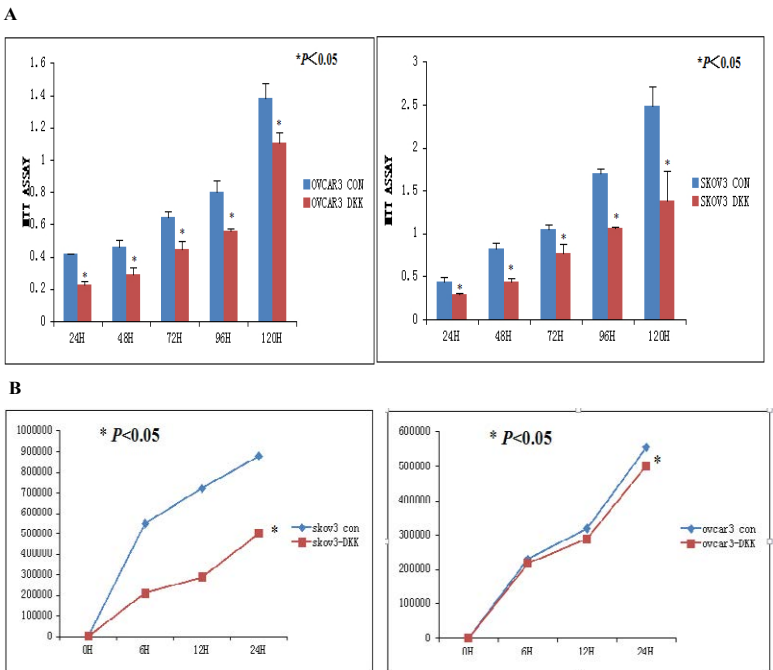 A
*P<0.05
1.6
1.4
1.2
1
0.8
0.6
0.4
0.2
0
MTT ASSAY
* * * * *
24H 48H 72H 96H 120H
OVCAR3 CON
OVCAR3 DKK
*P<0.05
3
2.5
2
1.5
1
0.5
0
MTT ASSAY
* * * * *
24H 48H 72H 96H 120H
SKOV3 CON
SKOV3 DKK
B
* P<0.05
1000000
900000
800000
700000
600000
500000
400000
300000
200000
100000
0
*
0H 6H 12H 24H
skov3 con
skov3-DKK
* P<0.05
600000
500000
400000
300000
200000
100000
0
*
0H 6H 12H 24H
ovcar3 con
ovcar3-DKK